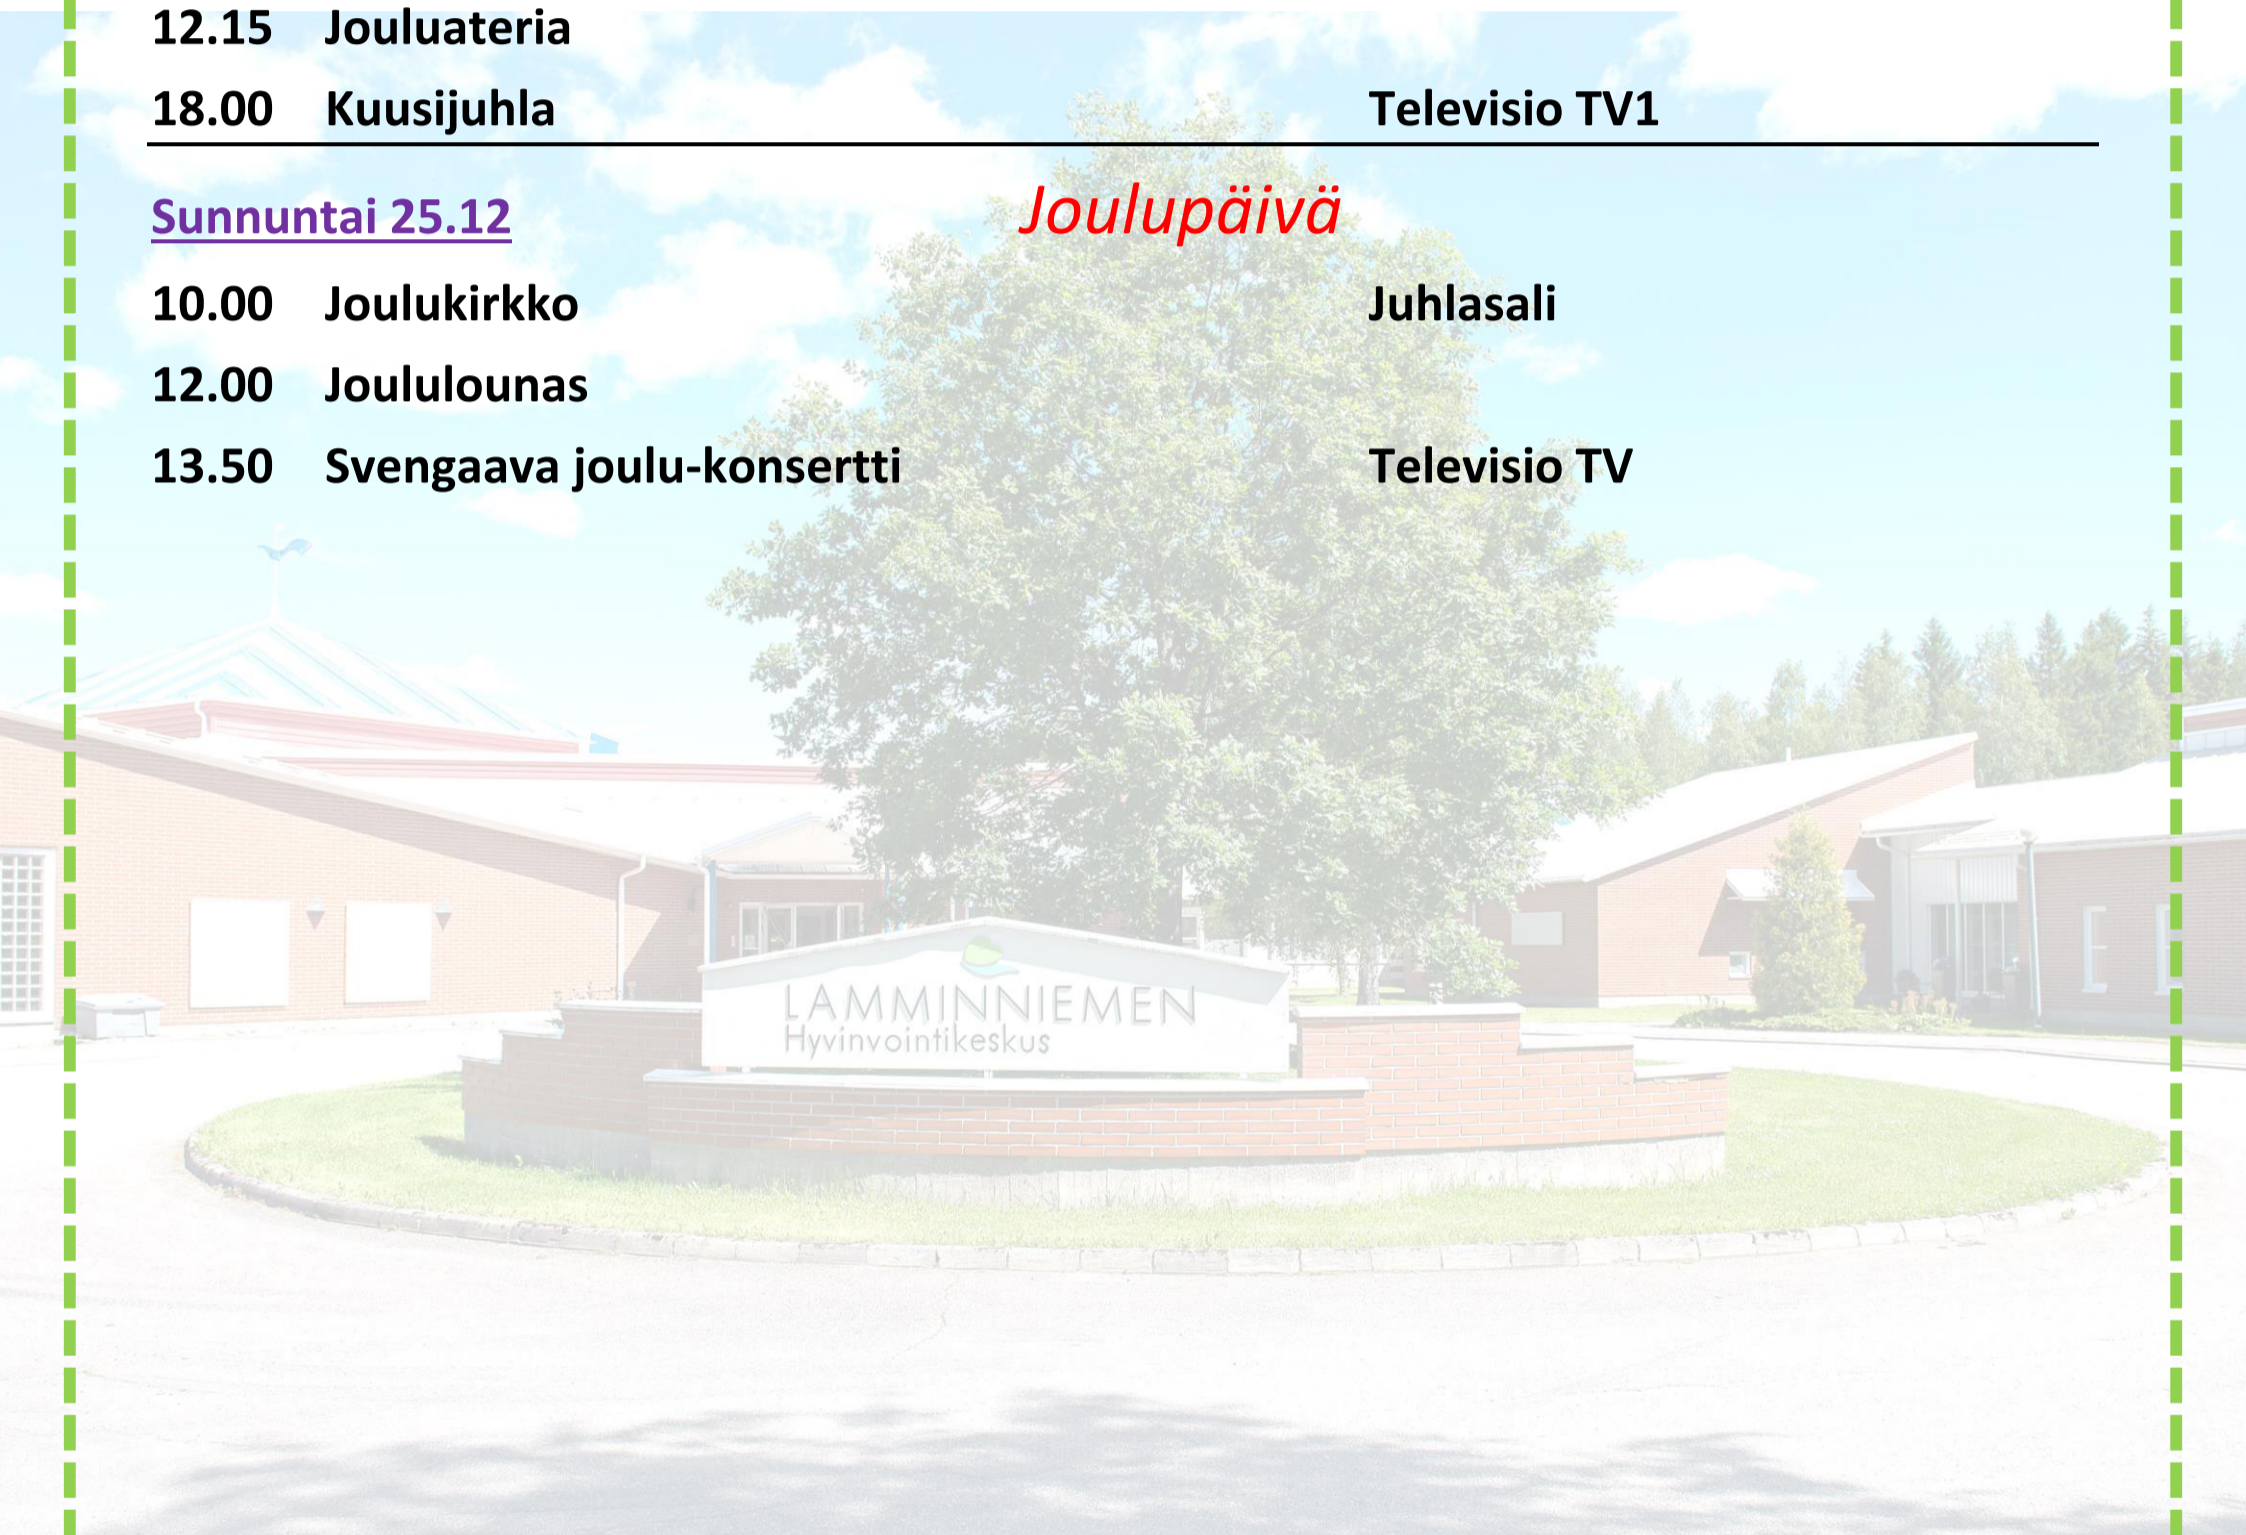 12.15 Jouluateria
18.00 Kuusijuhla Televisio TV1
Sunnuntai 25.12 Joulupäivä
10.00 Joulukirkko Juhlasali
12.00 Joululounas
13.50 Svengaava joulu-konsertti Televisio TV
LAMMINNIEMEN
Hyvinvointikeskus